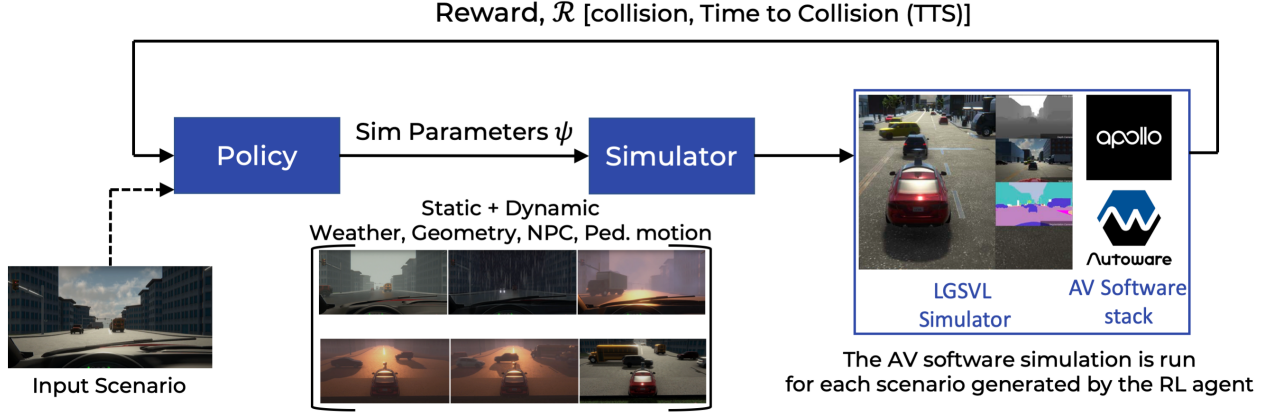 Reward, ℛ [collision, Time to Collision (TTS)]
Policy
Sim Parameters ψ
Simulator
Static + Dynamic
Weather, Geometry, NPC, Ped. motion
Input Scenario
apollo
Autoware
LGSVL
Simulator
AV Software
stack
The AV software simulation is run
for each scenario generated by the RL agent